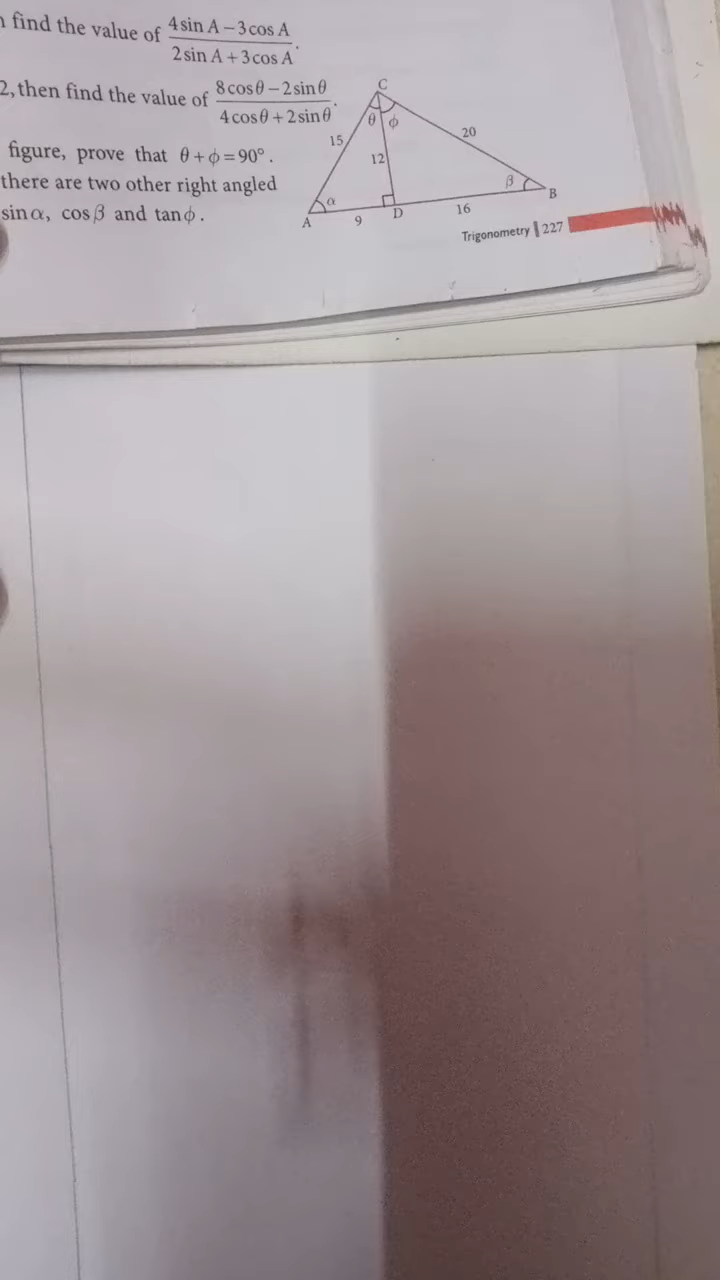 find the value of (4 sin A − 3 cos A)/(2 sin A + 3 cos A).
2, then find the value of (8 cos θ − 2 sin θ)/(4 cos θ + 2 sin θ).
figure, prove that θ + ϕ = 90°.
there are two other right angled
sin α, cos β and tan ϕ.
C
θ ϕ
15
20
12
α
β
A
9
D
16
B
Trigonometry 227